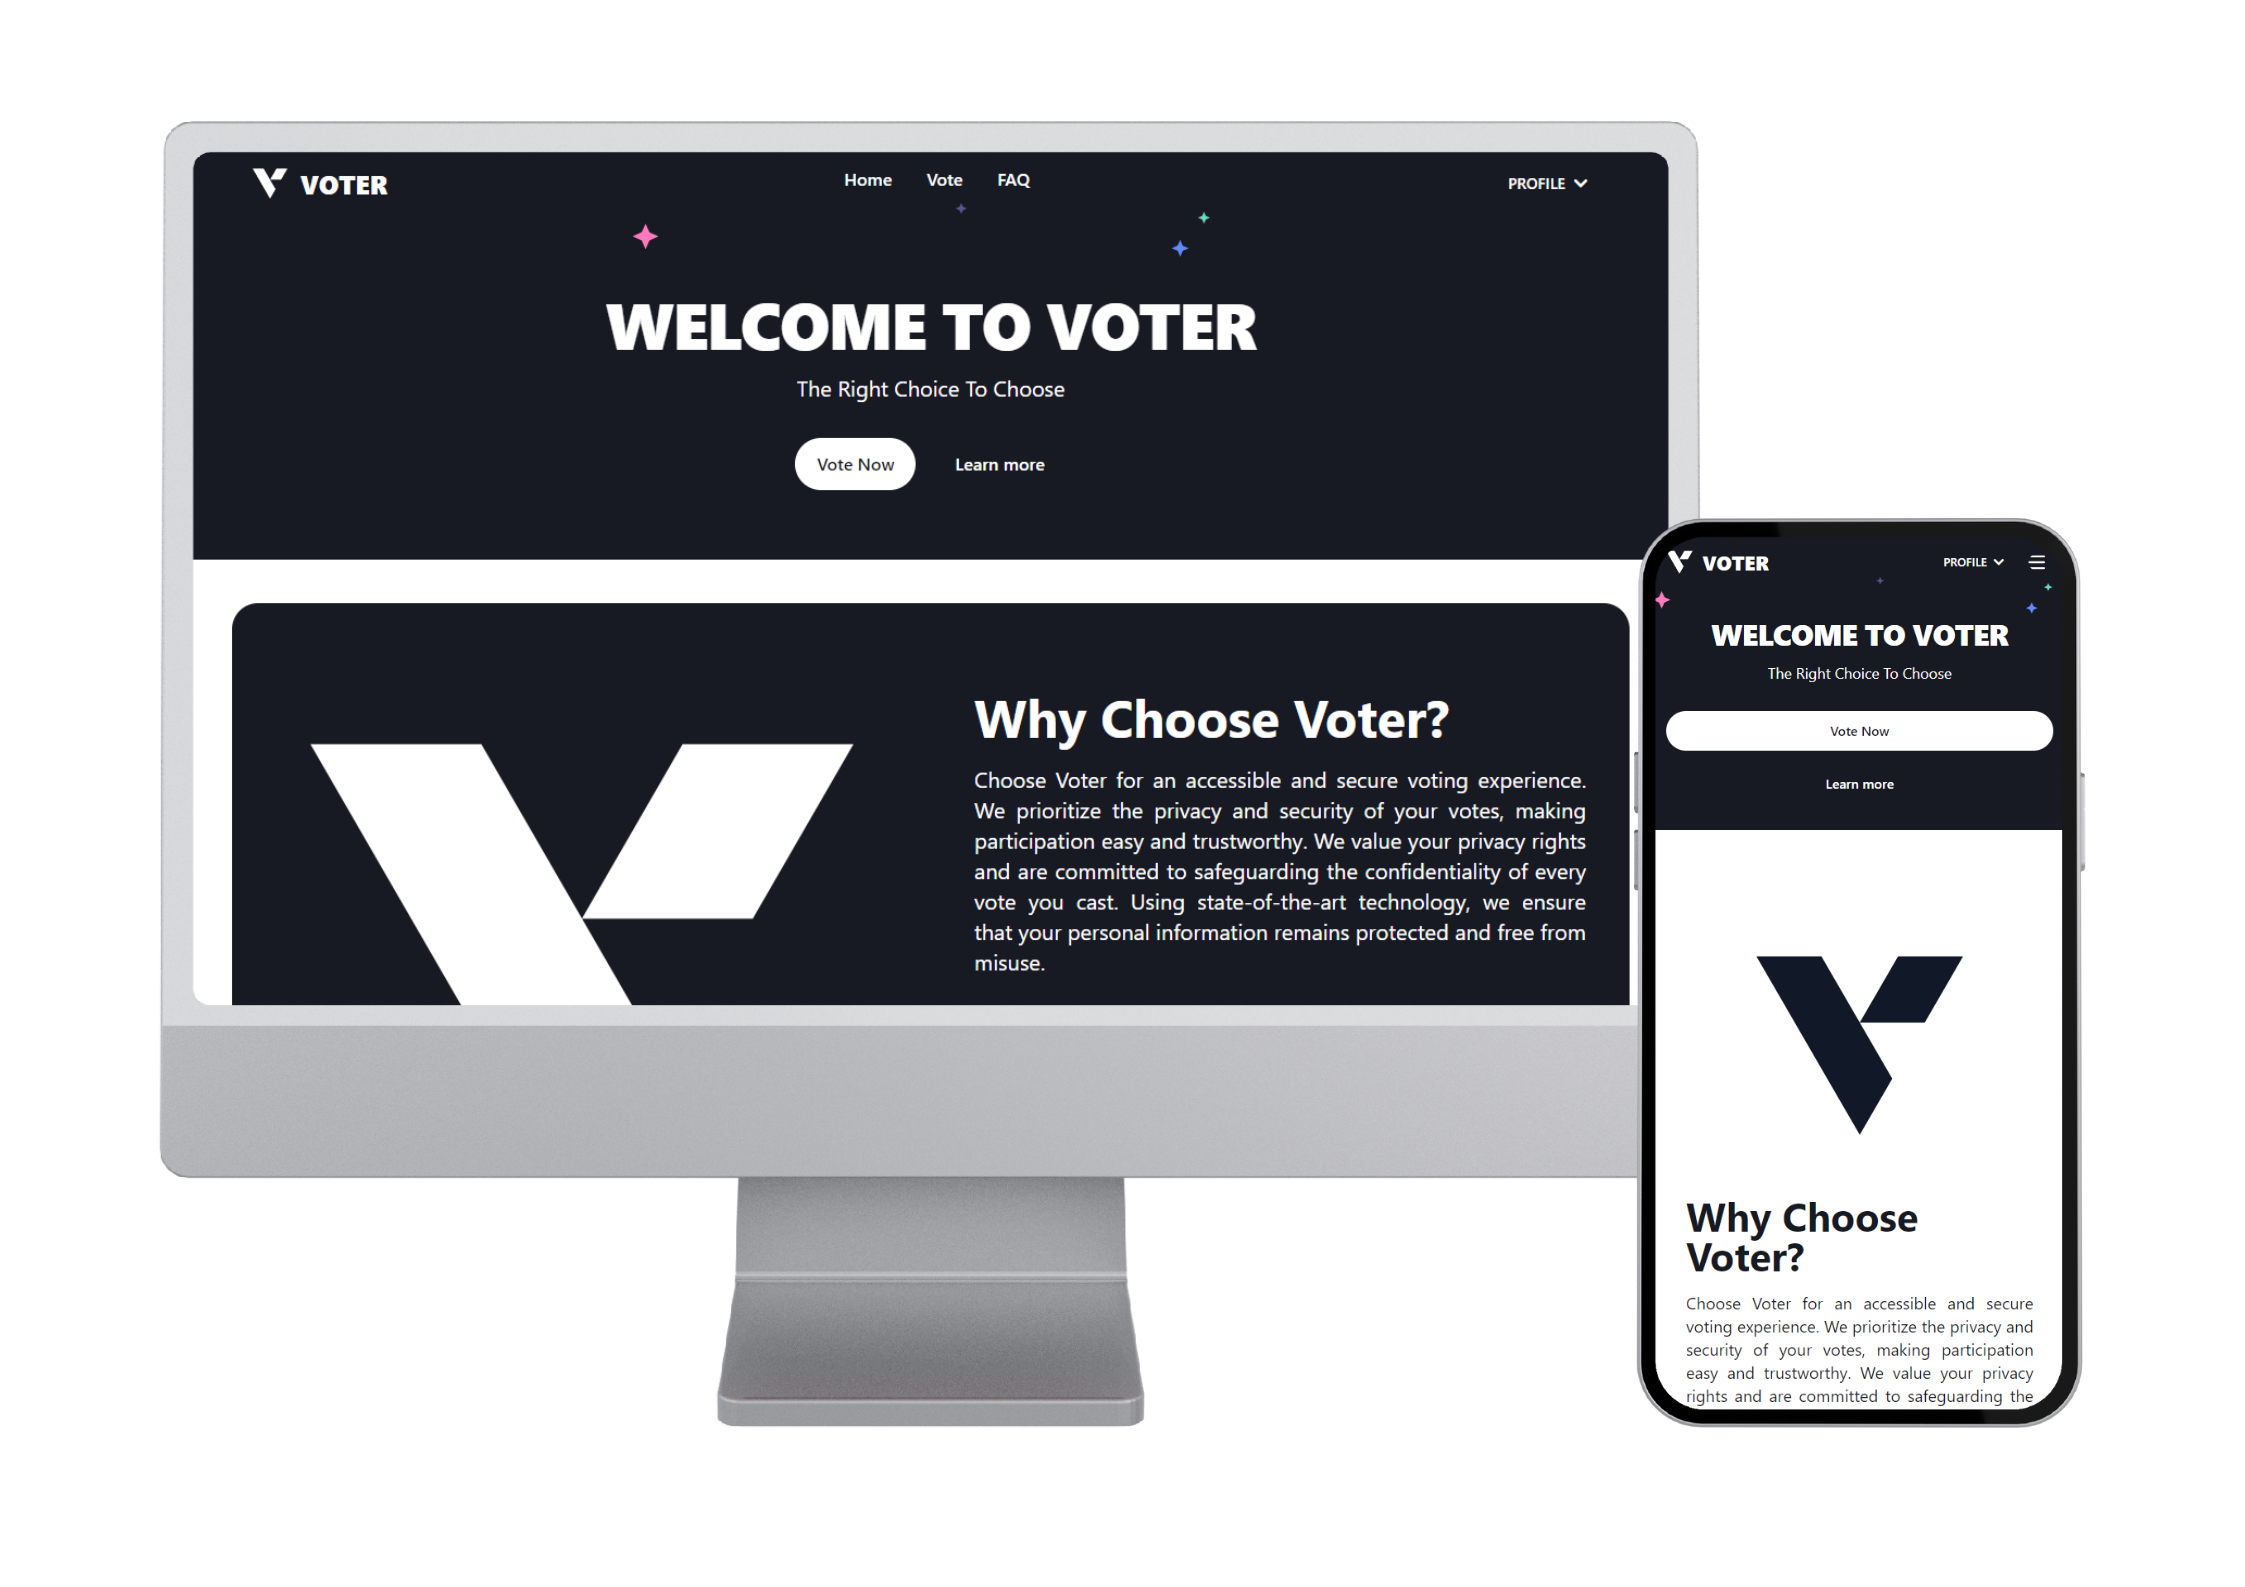 VOTER
Home Vote FAQ
PROFILE
WELCOME TO VOTER
The Right Choice To Choose
Vote Now Learn more
Why Choose Voter?
Choose Voter for an accessible and secure voting experience.
We prioritize the privacy and security of your votes, making
participation easy and trustworthy. We value your privacy rights
and are committed to safeguarding the confidentiality of every
vote you cast. Using state-of-the-art technology, we ensure
that your personal information remains protected and free from
misuse.
VOTER
PROFILE
WELCOME TO VOTER
The Right Choice To Choose
Vote Now
Learn more
Why Choose
Voter?
Choose Voter for an accessible and secure
voting experience. We prioritize the privacy and
security of your votes, making participation
easy and trustworthy. We value your privacy
rights and are committed to safeguarding the